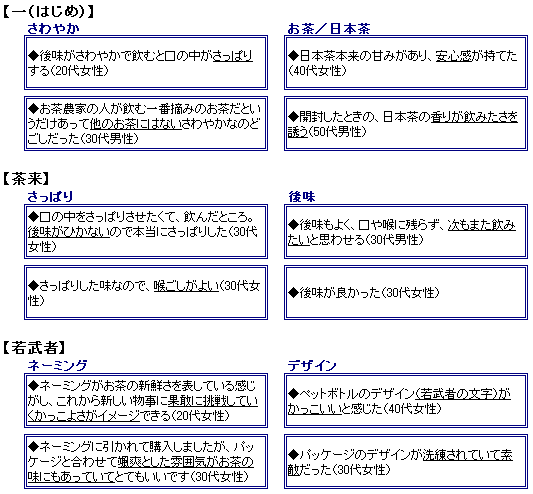 【一（はじめ）】
さわやか
◆後味がさわやかで飲むと口の中がさっぱり
する（20代女性）
◆お茶農家の人が飲む一番摘みのお茶だとい
うだけあって他のお茶にはないさわやかなのど
ごしだった（30代男性）
お茶／日本茶
◆日本茶本来の甘みがあり、安心感が持てた
（40代女性）
◆開封したときの、日本茶の香りが飲みたさを
誘う（50代男性）
【茶来】
さっぱり
◆口の中をさっぱりさせたくて、飲んだところ。
後味がひかないので本当にさっぱりした（30代
女性）
◆さっぱりした味なので、喉ごしがよい（30代女
性）
後味
◆後味もよく、口や喉に残らず、次もまた飲み
たいと思わせる（30代男性）
◆後味が良かった（30代女性）
【若武者】
ネーミング
◆ネーミングがお茶の新鮮さを表している感じ
がし、これから新しい物事に果敢に挑戦してい
くかっこよさがイメージできる（20代女性）
◆ネーミングに引かれて購入しましたが、パッ
ケージと合わせて颯爽とした雰囲気がお茶の
味にもあっていてとてもいいです（30代女性）
デザイン
◆ペットボトルのデザイン（若武者の文字）が
かっこいいと感じた（40代女性）
◆パッケージのデザインが洗練されていて素
敵だった（30代女性）